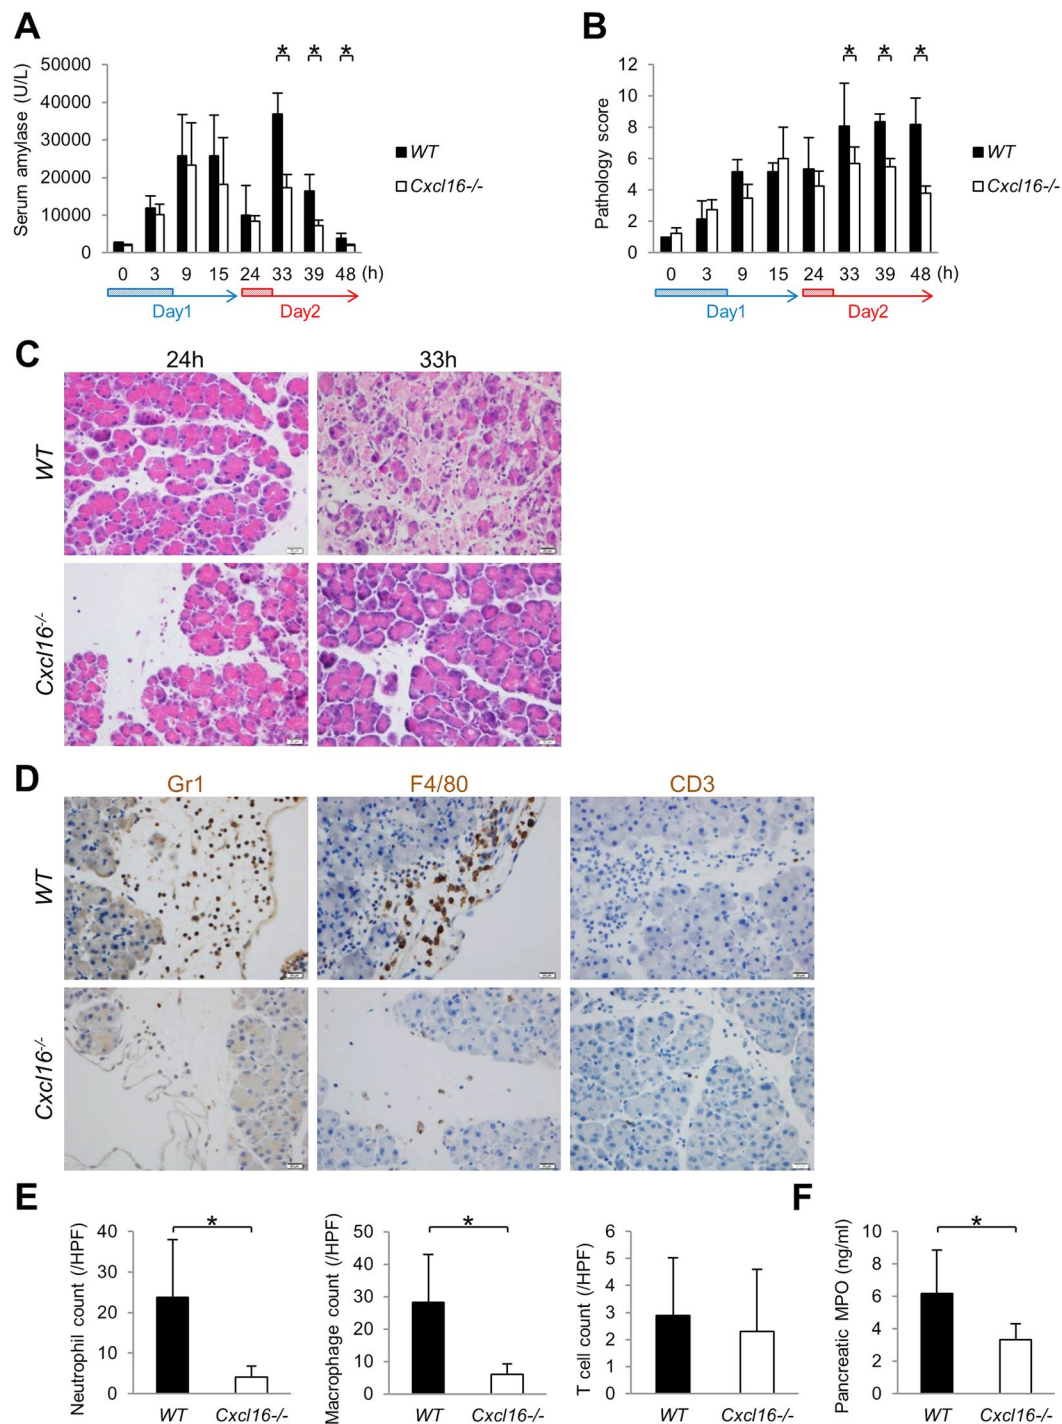 A
Serum amylase (U/L)
50000
40000
30000
20000
10000
0
* * *
WT
Cxcl16-/-
0 3 9 15 24 33 39 48 (h)
Day1 Day2
B
Pathology score
12
10
8
6
4
2
0
* * *
WT
Cxcl16-/-
0 3 9 15 24 33 39 48 (h)
Day1 Day2
C
24h 33h
WT
Cxcl16-/-
D
Gr1 F4/80 CD3
WT
Cxcl16-/-
E
Neutrophil count (/HPF)
40
30
20
10
0
*
WT Cxcl16-/-
Macrophage count (/HPF)
50
40
30
20
10
0
*
WT Cxcl16-/-
T cell count (/HPF)
6
5
4
3
2
1
0
WT Cxcl16-/-
F
Pancreatic MPO (ng/ml)
10
8
6
4
2
0
*
WT Cxcl16-/-